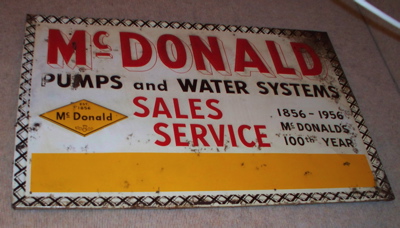 McDONALD
PUMPS and WATER SYSTEMS
McDonald
SALES
SERVICE
1856-1956
McDONALD'S
100th YEAR